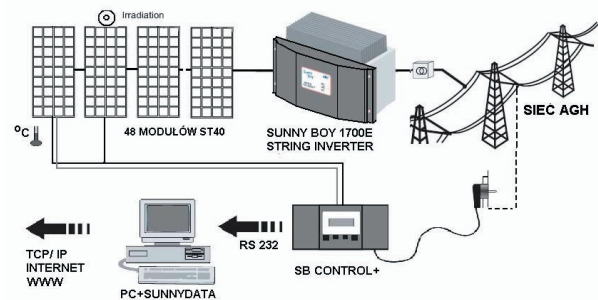 Irradiation
°C
48 MODUŁÓW ST40
SUNNY BOY 1700E
STRING INVERTER
SIEĆ AGH
RS 232
TCP/ IP
INTERNET
WWW
PC+SUNNYDATA
SB CONTROL+